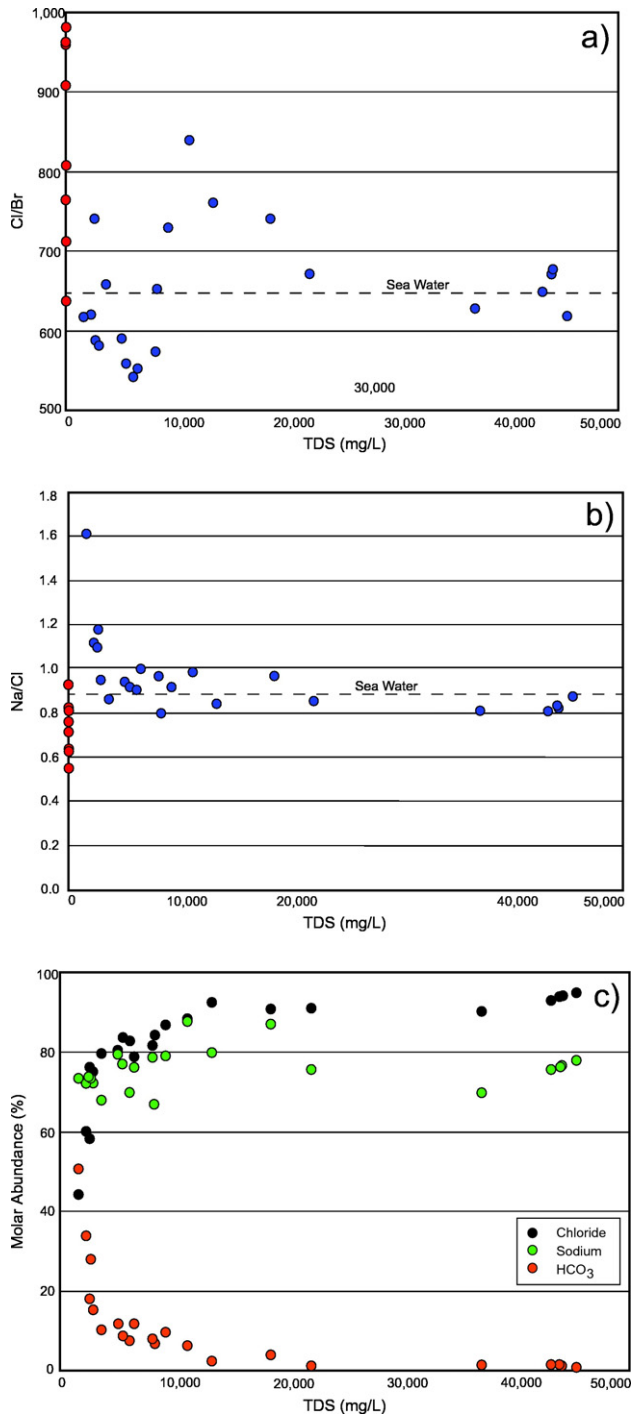 1,000
a)
900
800
Cl/Br
700
Sea Water
600
30,000
500
0 10,000 20,000 30,000 40,000 50,000
TDS (mg/L)
1.8
b)
1.6
1.4
1.2
Na/Cl
1.0
Sea Water
0.8
0.6
0.4
0.2
0.0
0 10,000 20,000 40,000 50,000
TDS (mg/L)
100
c)
80
Molar Abundance (%)
60
40
Chloride
Sodium
HCO3
20
0
0 10,000 20,000 30,000 40,000 50,000
TDS (mg/L)